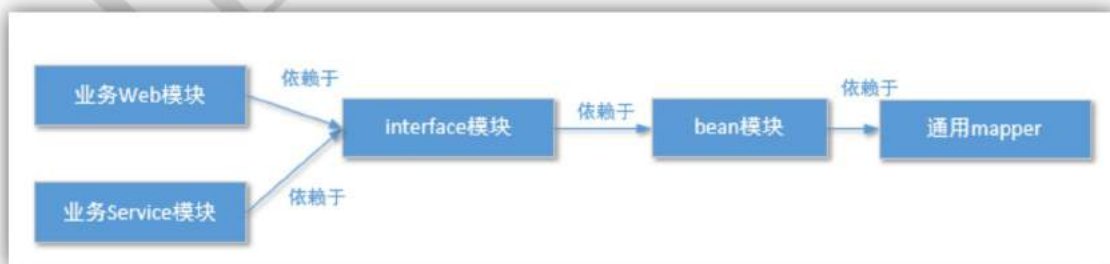 业务Web模块
依赖于
interface模块
依赖于
bean模块
依赖于
通用mapper
业务Service模块
依赖于